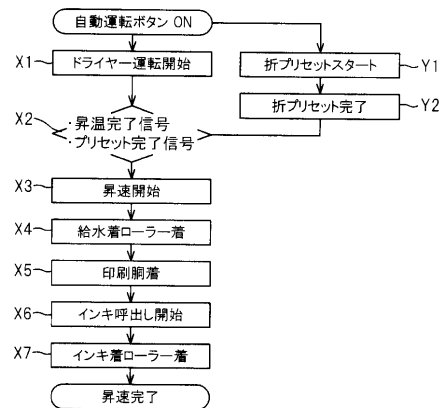 自動運転ボタン ON
X1 ドライヤー運転開始
折プリセットスタート Y1
折プリセット完了 Y2
X2 ・昇温完了信号
・プリセット完了信号
X3 昇速開始
X4 給水着ローラー着
X5 印刷胴着
X6 インキ呼出し開始
X7 インキ着ローラー着
昇速完了